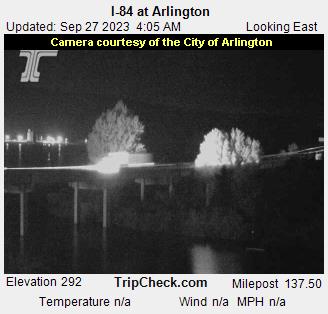 I-84 at Arlington
Updated: Sep 27 2023 4:05 AM Looking East
Camera courtesy of the City of Arlington
Elevation 292 TripCheck.com Milepost 137.50
Temperature n/a Wind n/a MPH n/a